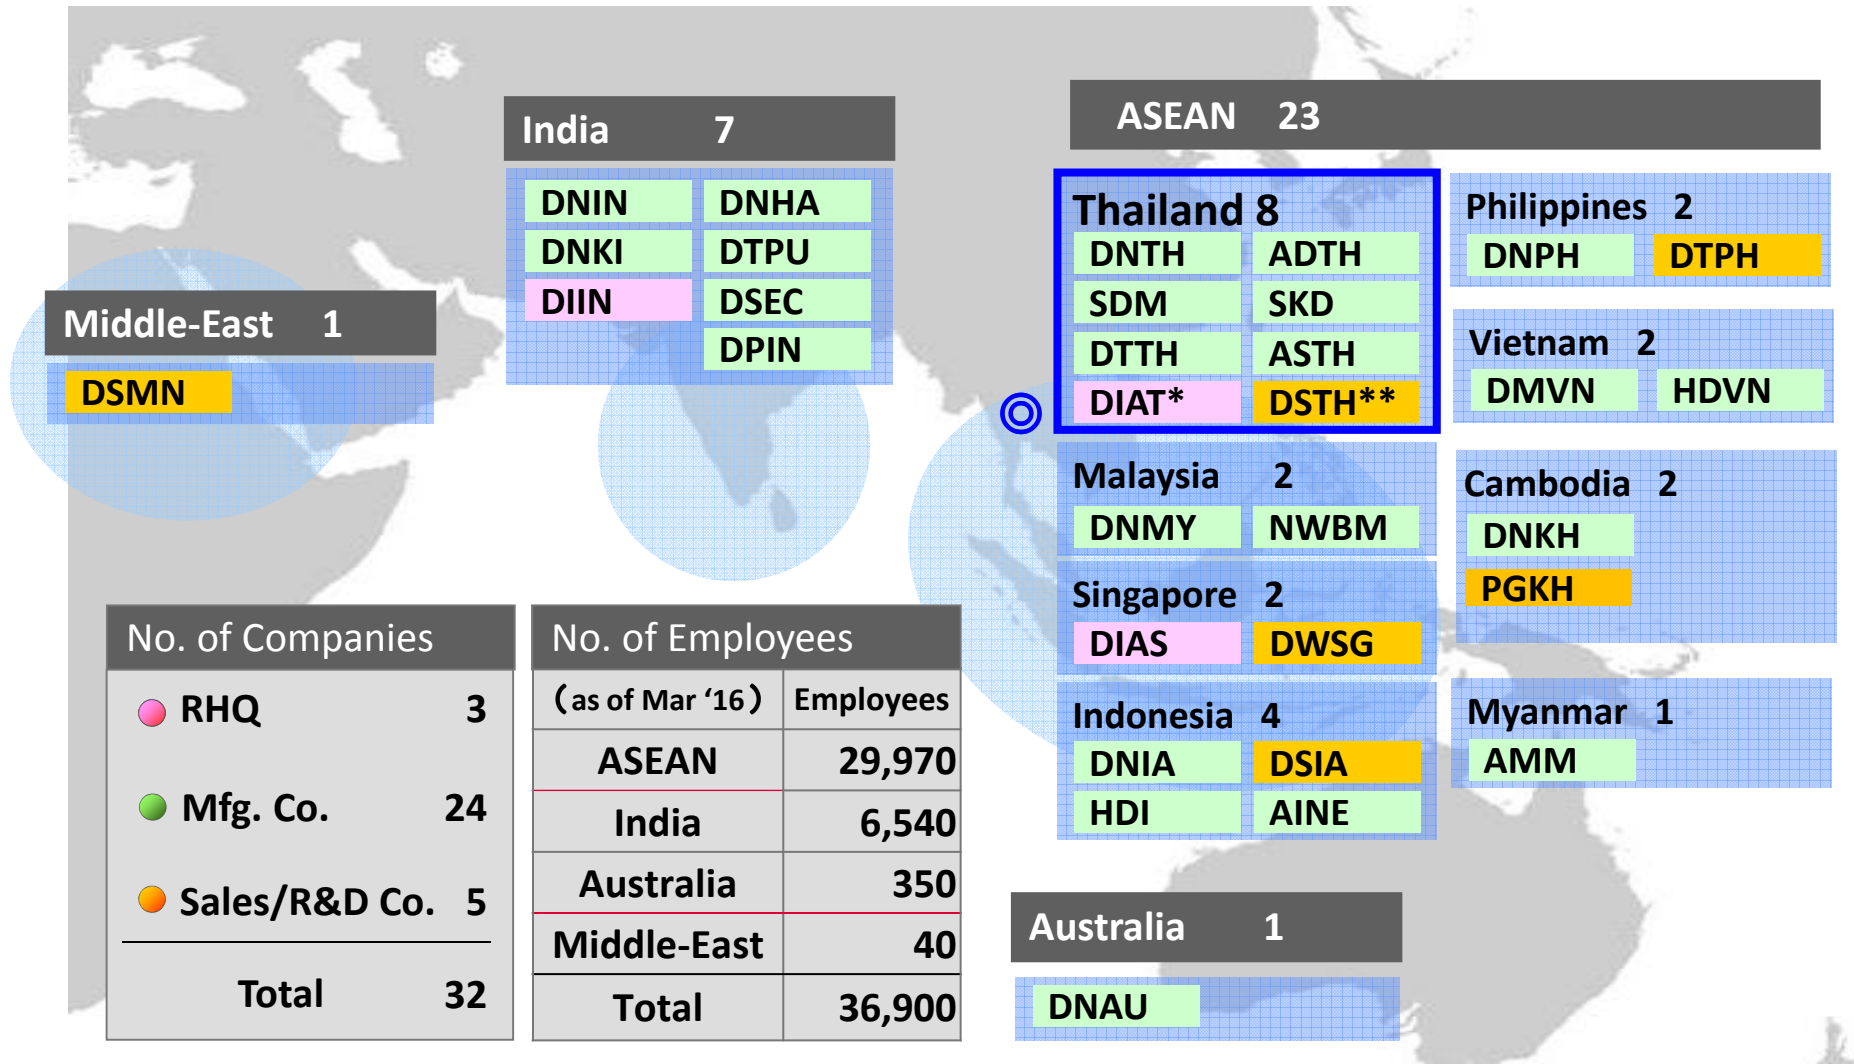 India 7
DNIN DNHA
DNKI DTPU
DIIN DSEC
DPIN
Middle-East 1
DSMN
ASEAN 23
Thailand 8
DNTH ADTH
SDM SKD
DTTH ASTH
DIAT* DSTH**
Philippines 2
DNPH DTPH
Vietnam 2
DMVN HDVN
Malaysia 2
DNMY NWBM
Cambodia 2
DNKH
PGKH
Singapore 2
DIAS DWSG
Indonesia 4
DNIA DSIA
HDI AINE
Myanmar 1
AMM
Australia 1
DNAU
No. of Companies
RHQ 3
Mfg. Co. 24
Sales/R&D Co. 5
Total 32
No. of Employees
（as of Mar ‘16） Employees
ASEAN 29,970
India 6,540
Australia 350
Middle-East 40
Total 36,900